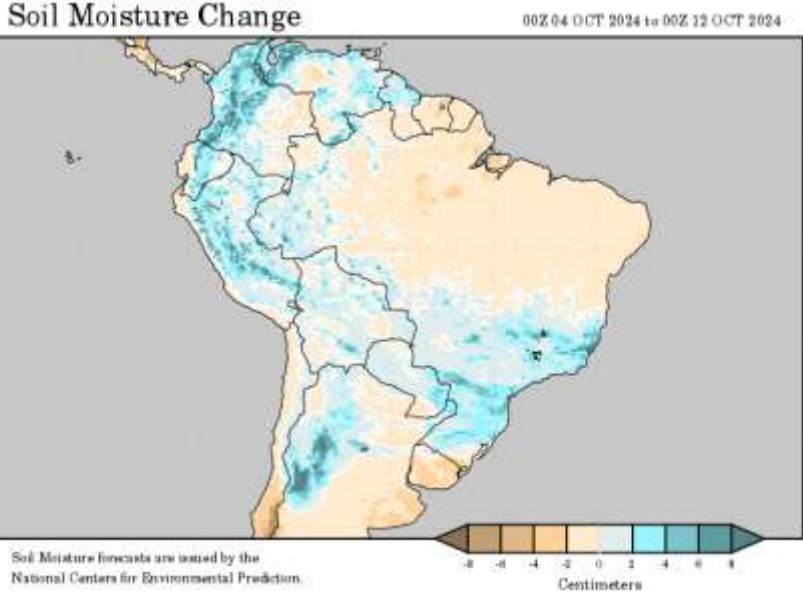 Soil Moisture Change
00Z 04 OCT 2024 to 00Z 12 OCT 2024
Soil Moisture forecasts are issued by the
National Centers for Environmental Prediction.
-8 -6 -4 -2 0 2 4 6 8
Centimeters